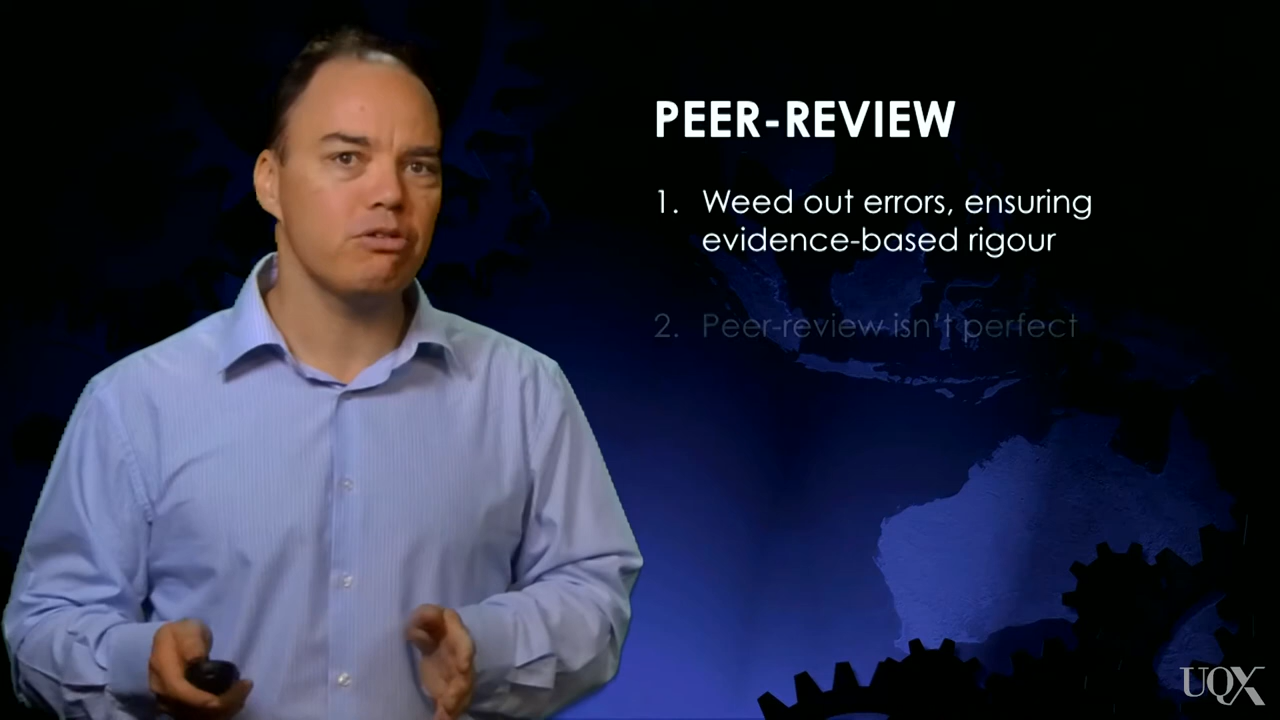 PEER-REVIEW
1. Weed out errors, ensuring
evidence-based rigour
2. Peer-review isn't perfect
UQX